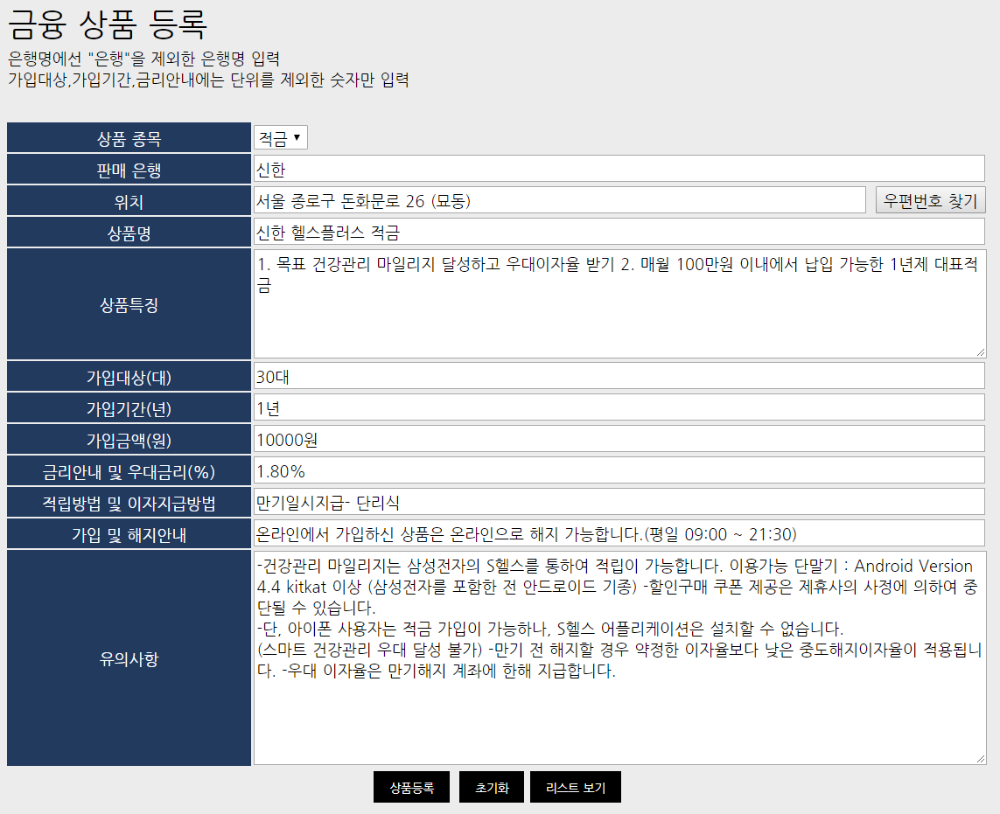 금융 상품 등록
은행명에선 "은행"을 제외한 은행명 입력
가입대상,가입기간,금리안내에는 단위를 제외한 숫자만 입력
상품 종목 적금
판매 은행 신한
위치 서울 종로구 돈화문로 26 (묘동) 우편번호 찾기
상품명 신한 헬스플러스 적금
상품특징
1. 목표 건강관리 마일리지 달성하고 우대이자율 받기 2. 매월 100만원 이내에서 납입 가능한 1년제 대표적
금
가입대상(대) 30대
가입기간(년) 1년
가입금액(원) 10000원
금리안내 및 우대금리(%) 1.80%
적립방법 및 이자지급방법 만기일시지급- 단리식
가입 및 해지안내 온라인에서 가입하신 상품은 온라인으로 해지 가능합니다.(평일 09:00 ~ 21:30)
유의사항
-건강관리 마일리지는 삼성전자의 S헬스를 통하여 적립이 가능합니다. 이용가능 단말기 : Android Version
4.4 kitkat 이상 (삼성전자를 포함한 전 안드로이드 기종) -할인구매 쿠폰 제공은 제휴사의 사정에 의하여 중
단될 수 있습니다.
-단, 아이폰 사용자는 적금 가입이 가능하나, S헬스 어플리케이션은 설치할 수 없습니다.
(스마트 건강관리 우대 달성 불가) -만기 전 해지할 경우 약정한 이자율보다 낮은 중도해지이자율이 적용됩니
다. -우대 이자율은 만기해지 계좌에 한해 지급합니다.
상품등록 초기화 리스트 보기